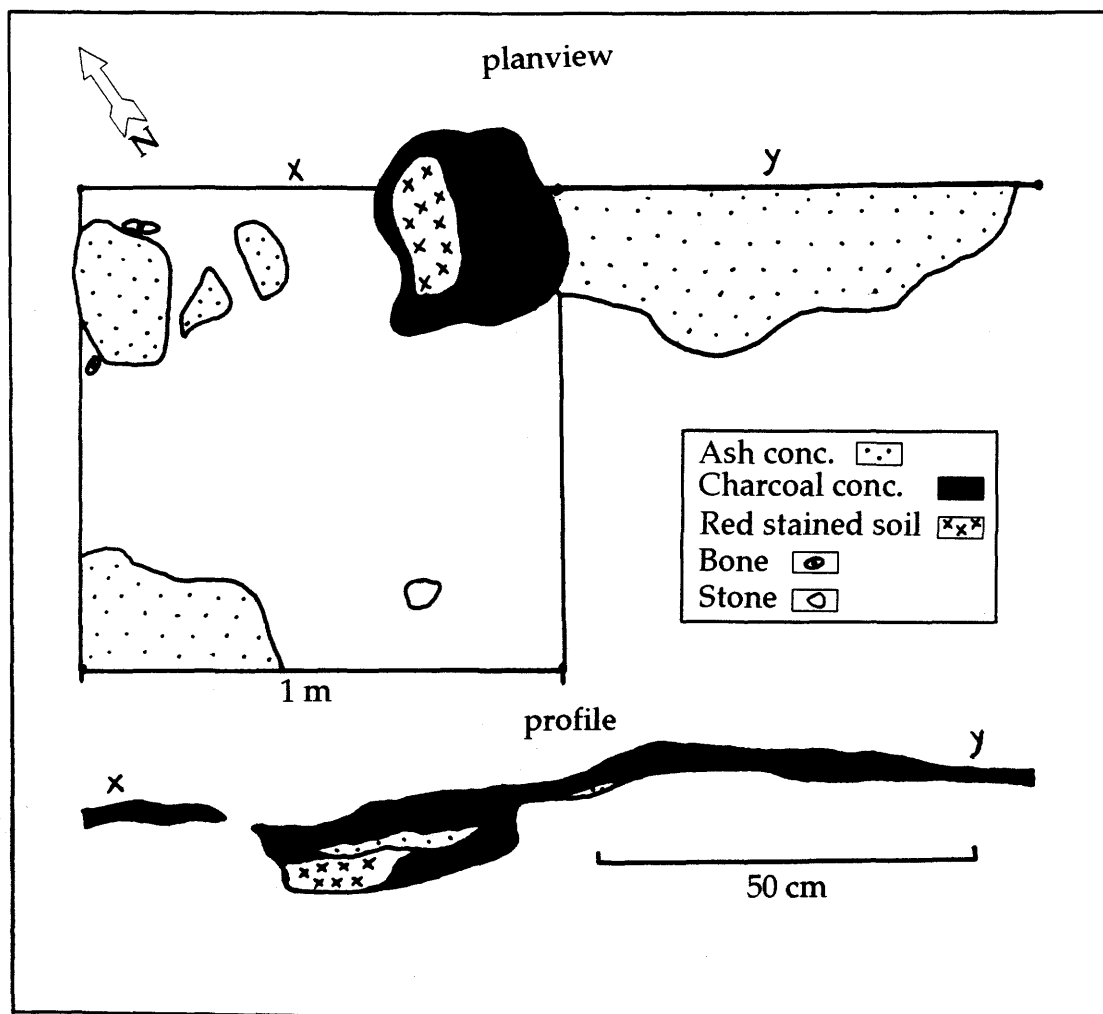 planview
N
x
y
Ash conc.
Charcoal conc.
Red stained soil
Bone
Stone
1 m
profile
x
y
50 cm